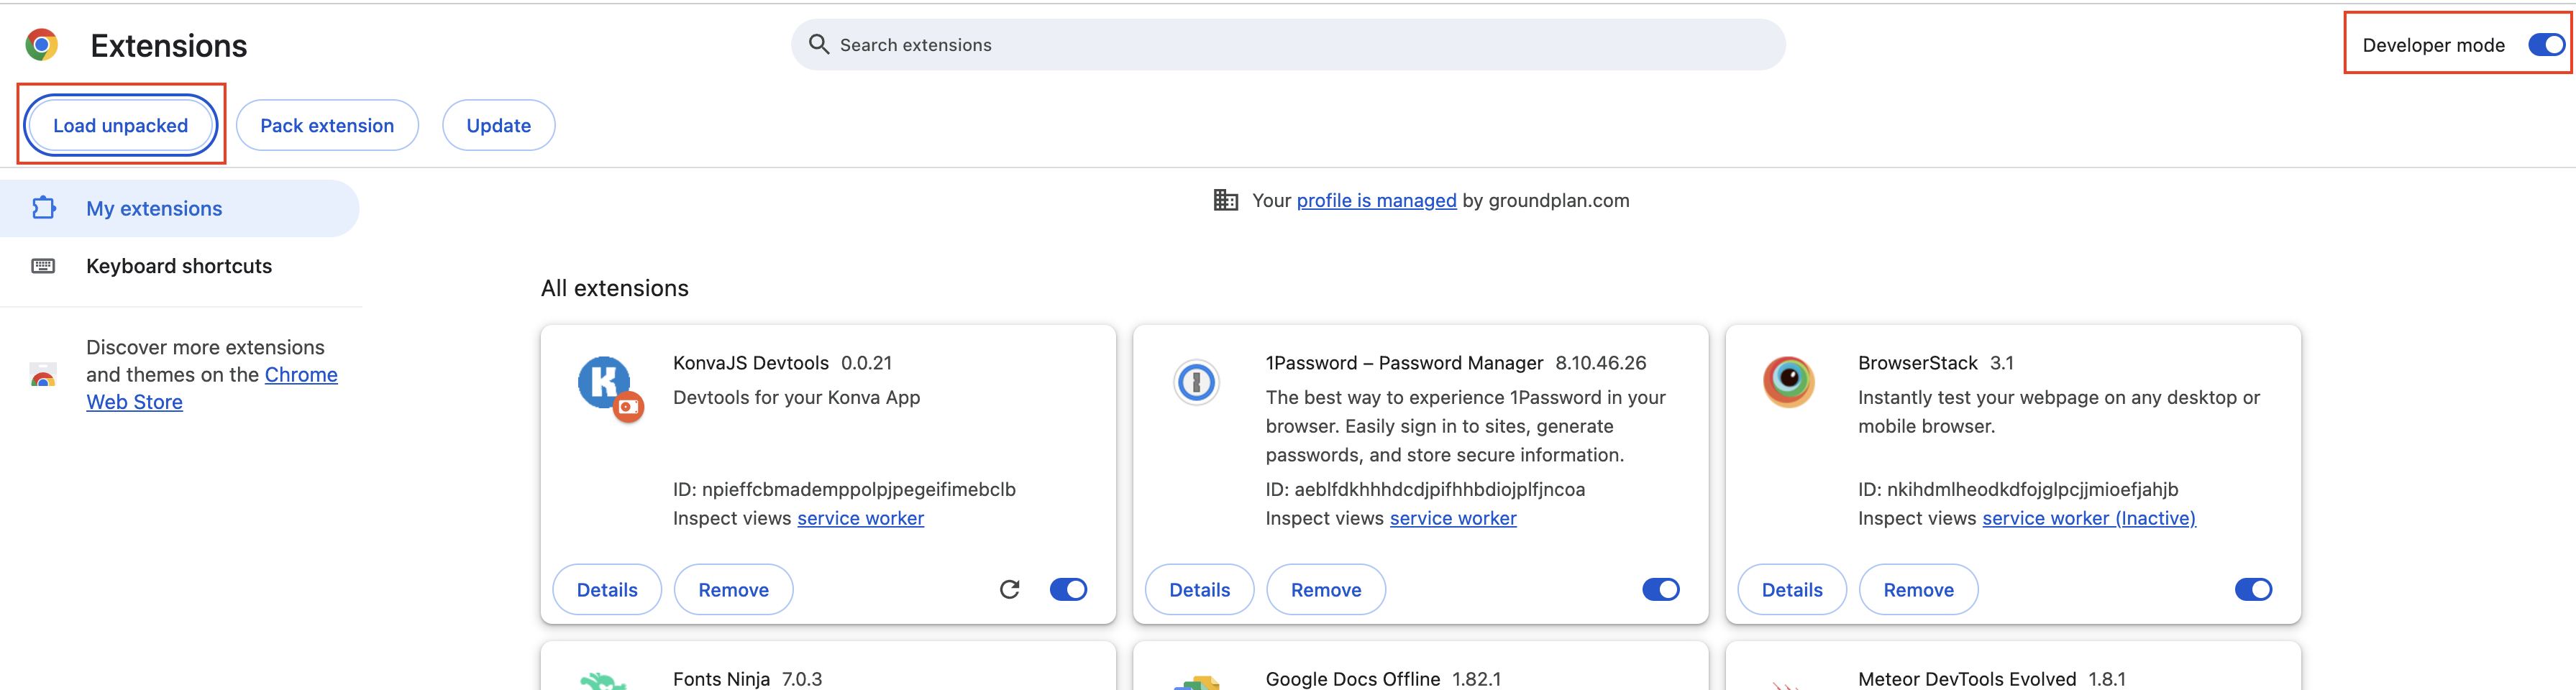 Extensions
Search extensions
Developer mode
Load unpacked
Pack extension
Update
My extensions
Keyboard shortcuts
Discover more extensions
and themes on the Chrome
Web Store
Your profile is managed by groundplan.com
All extensions
KonvaJS Devtools 0.0.21
Devtools for your Konva App
ID: npieffcbmademppolpjpegeifimebclb
Inspect views service worker
Details
Remove
1Password – Password Manager 8.10.46.26
The best way to experience 1Password in your
browser. Easily sign in to sites, generate
passwords, and store secure information.
ID: aeblfdkhhhdcdjpifhhbdiojplfjncoa
Inspect views service worker
Details
Remove
BrowserStack 3.1
Instantly test your webpage on any desktop or
mobile browser.
ID: nkihdmlheodkdfojglpcjjmioefjahjb
Inspect views service worker (Inactive)
Details
Remove
Fonts Ninja 7.0.3
Google Docs Offline 1.82.1
Meteor DevTools Evolved 1.8.1